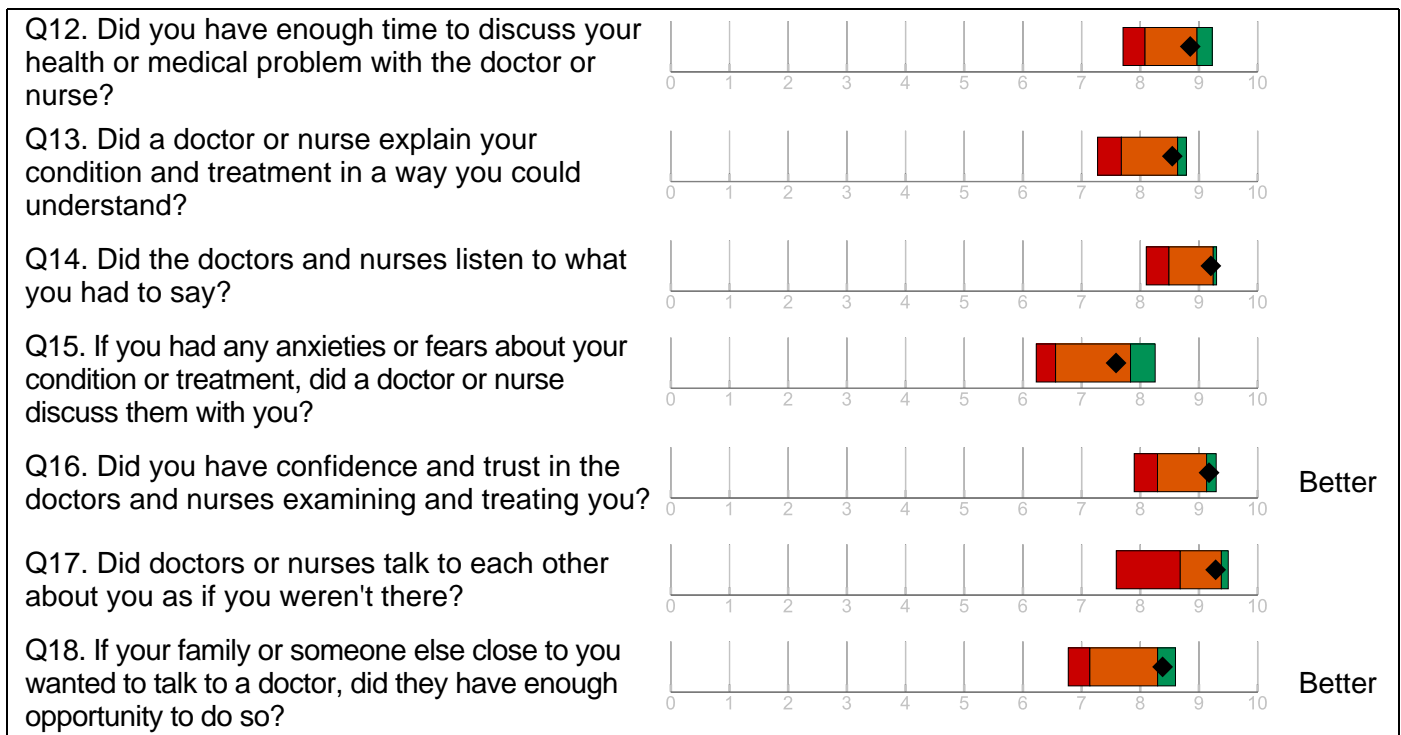 Q12. Did you have enough time to discuss your
health or medical problem with the doctor or
nurse?
0 1 2 3 4 5 6 7 8 9 10
Q13. Did a doctor or nurse explain your
condition and treatment in a way you could
understand?
0 1 2 3 4 5 6 7 8 9 10
Q14. Did the doctors and nurses listen to what
you had to say?
0 1 2 3 4 5 6 7 8 9 10
Q15. If you had any anxieties or fears about your
condition or treatment, did a doctor or nurse
discuss them with you?
0 1 2 3 4 5 6 7 8 9 10
Q16. Did you have confidence and trust in the
doctors and nurses examining and treating you?
0 1 2 3 4 5 6 7 8 9 10
Better
Q17. Did doctors or nurses talk to each other
about you as if you weren't there?
0 1 2 3 4 5 6 7 8 9 10
Q18. If your family or someone else close to you
wanted to talk to a doctor, did they have enough
opportunity to do so?
0 1 2 3 4 5 6 7 8 9 10
Better